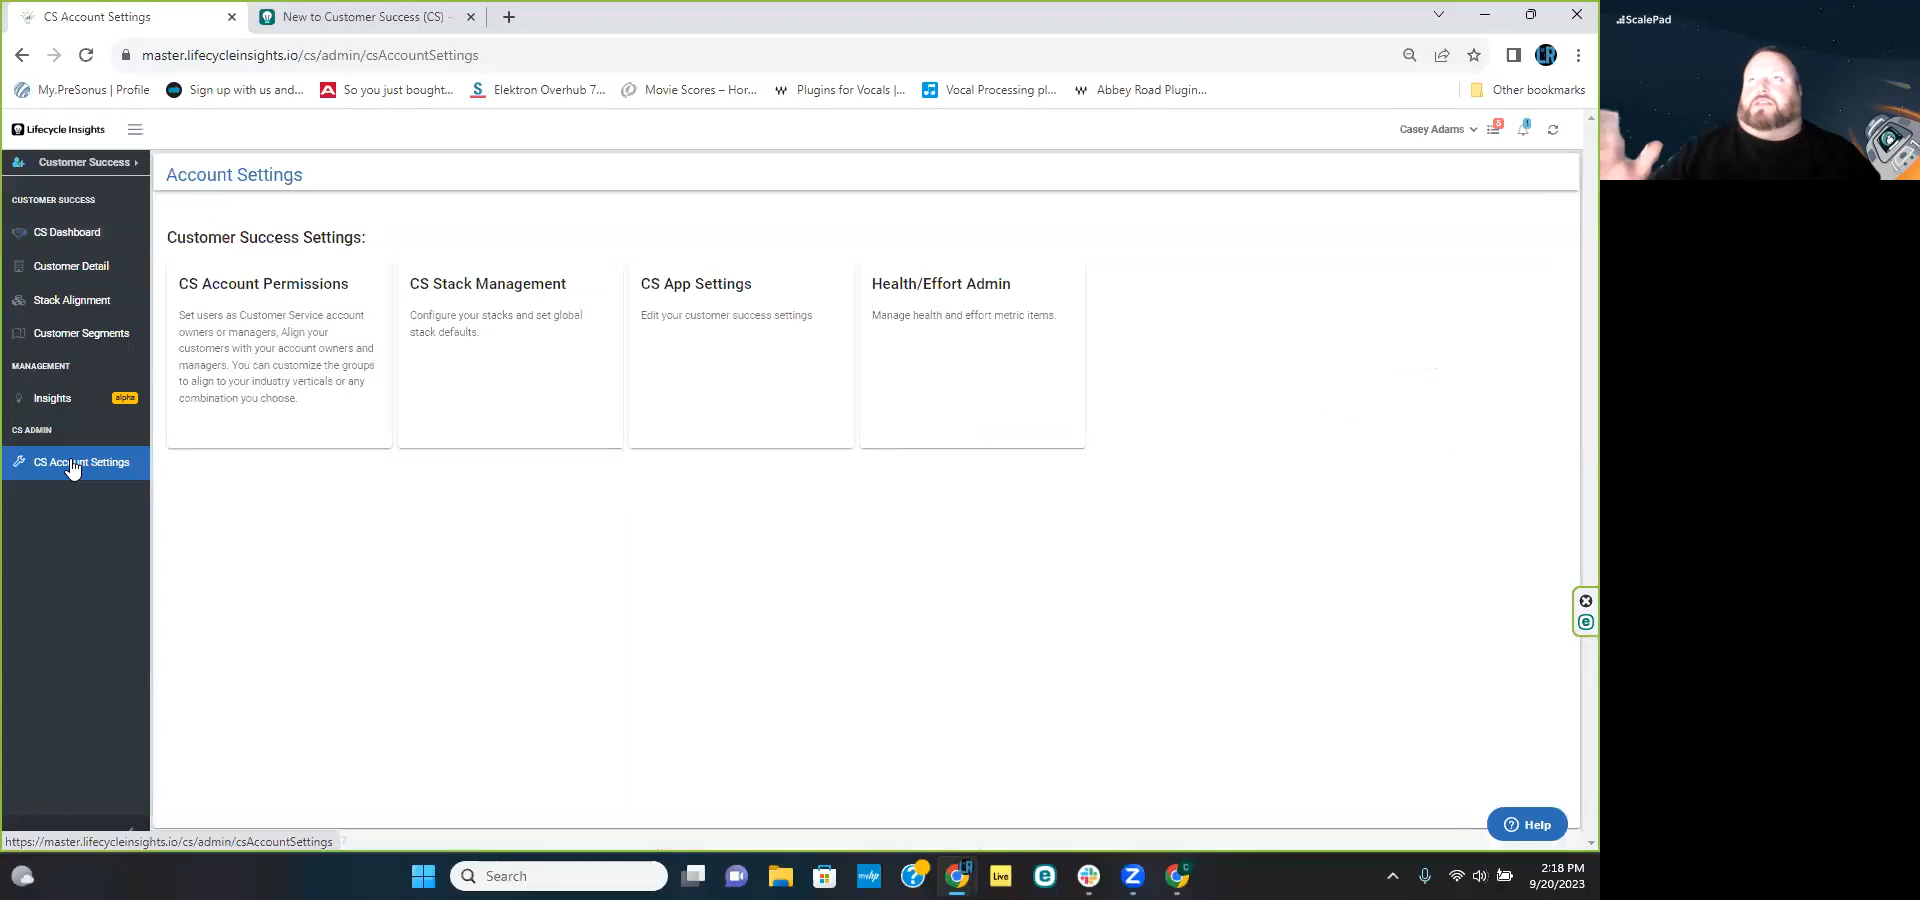 CS Account Settings
New to Customer Success (CS) -
master.lifecycleinsights.io/cs/admin/csAccountSettings
CR
My.PreSonus | Profile
Sign up with us and...
So you just bought...
Elektron Overhub 7...
Movie Scores – Hor...
Plugins for Vocals |...
Vocal Processing pl...
Abbey Road Plugin...
Other bookmarks
Lifecycle Insights
Casey Adams
5
Customer Success
CUSTOMER SUCCESS
CS Dashboard
Customer Detail
Stack Alignment
Customer Segments
MANAGEMENT
Insights
alpha
CS ADMIN
CS Account Settings
Account Settings
Customer Success Settings:
CS Account Permissions
Set users as Customer Service account
owners or managers, Align your
customers with your account owners and
managers. You can customize the groups
to align to your industry verticals or any
combination you choose.
CS Stack Management
Configure your stacks and set global
stack defaults.
CS App Settings
Edit your customer success settings
Health/Effort Admin
Manage health and effort metric items.
Help
https://master.lifecycleinsights.io/cs/admin/csAccountSettings
Search
myhp
Live
2:18 PM
9/20/2023
ScalePad